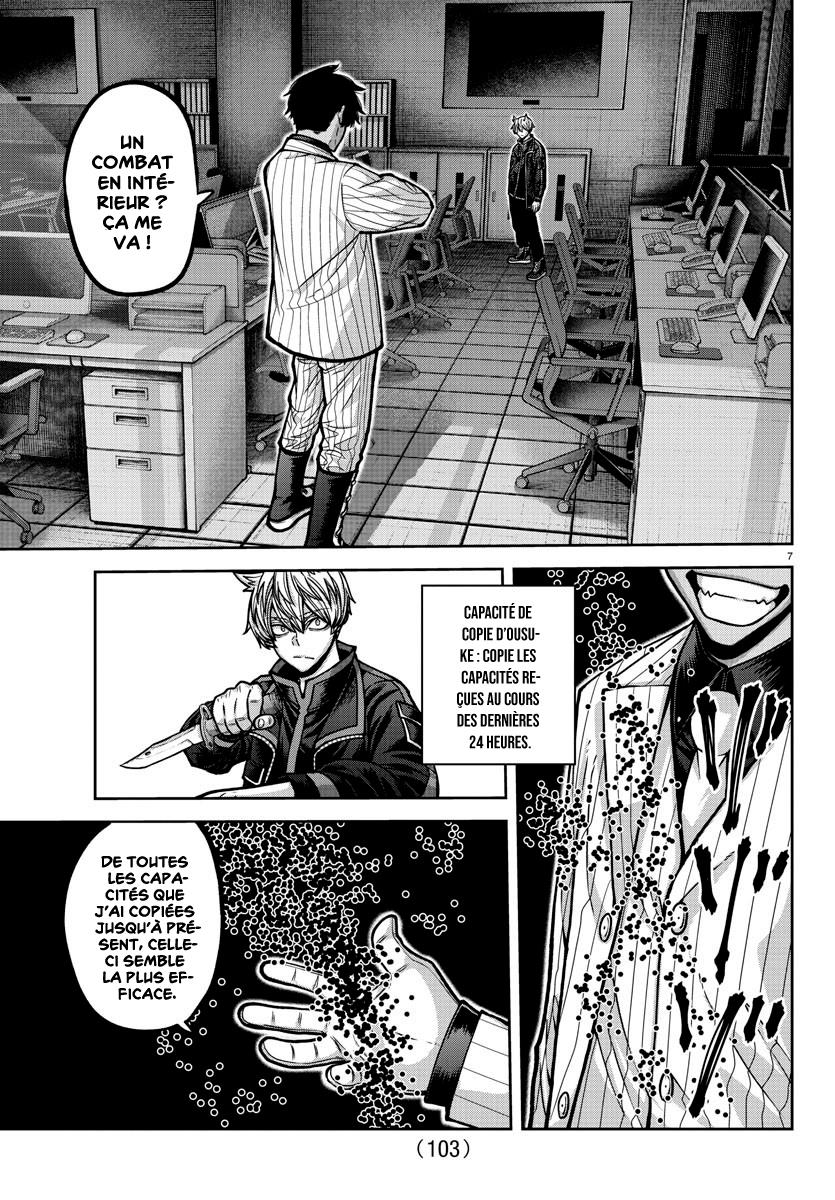 UN
COMBAT
EN INTÉ-
RIEUR ?
ÇA ME
VA !
7
CAPACITÉ DE
COPIE D'OUSU-
KE : COPIE LES
CAPACITÉS RE-
ÇUES AU COURS
DES DERNIÈRES
24 HEURES.
DE TOUTES
LES CAPA-
CITÉS QUE
J'AI COPIÉES
JUSQU'À PRÉ-
SENT, CELLE-
CI SEMBLE
LA PLUS EF-
FICACE.
(103)